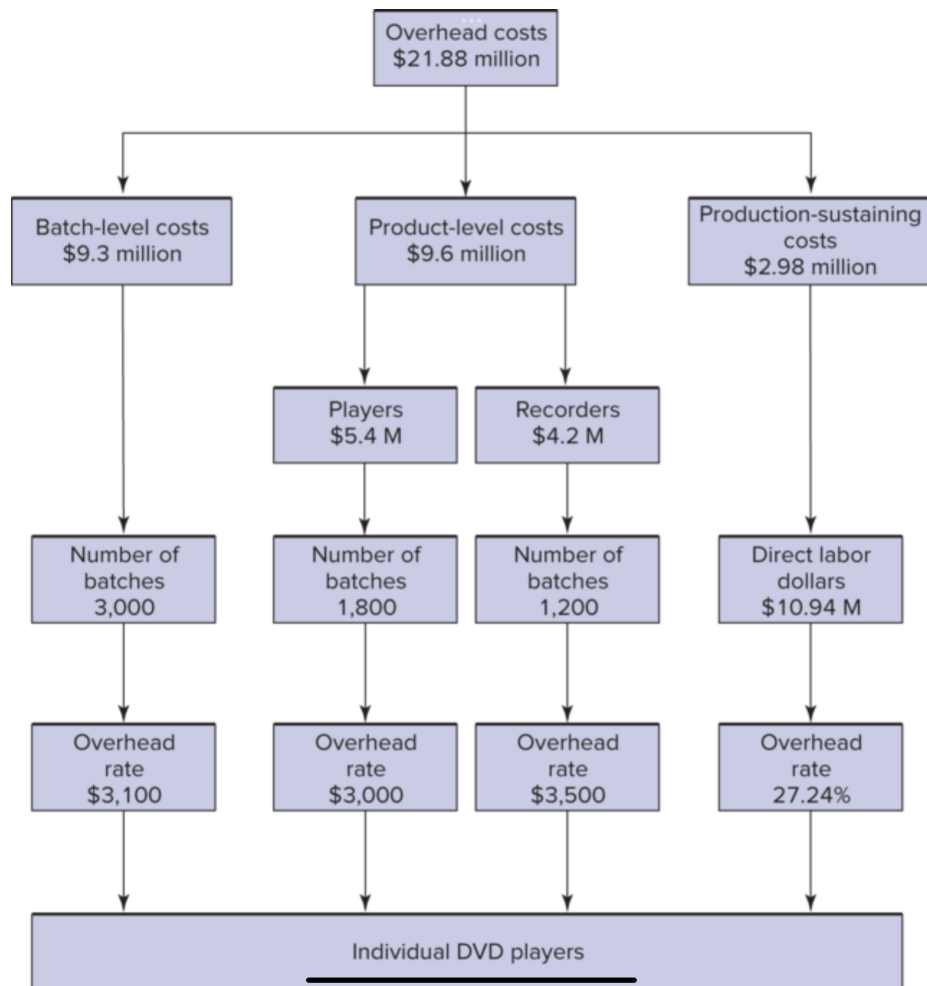 Overhead costs
$21.88 million
Batch-level costs
$9.3 million
Product-level costs
$9.6 million
Production-sustaining
costs
$2.98 million
Players
$5.4 M
Recorders
$4.2 M
Number of
batches
3,000
Number of
batches
1,800
Number of
batches
1,200
Direct labor
dollars
$10.94 M
Overhead
rate
$3,100
Overhead
rate
$3,000
Overhead
rate
$3,500
Overhead
rate
27.24%
Individual DVD players